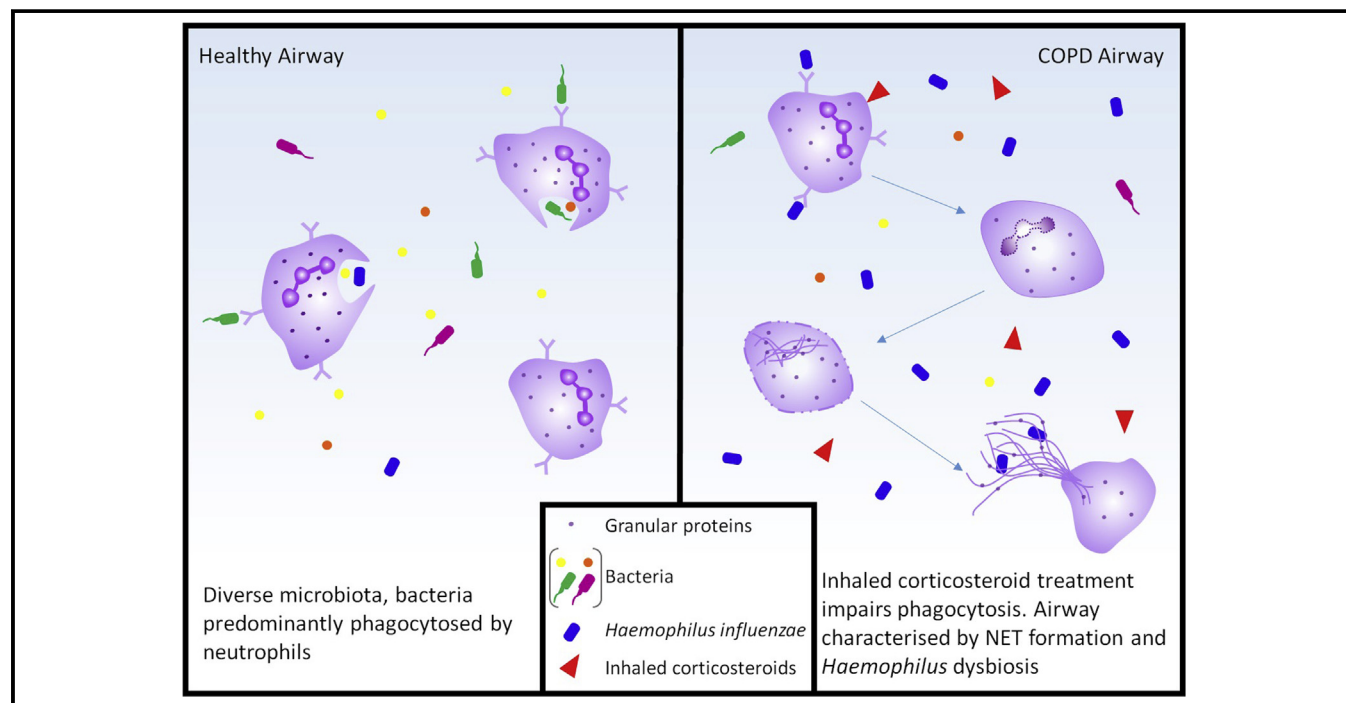 Healthy Airway
COPD Airway
Granular proteins
Bacteria
Haemophilus influenzae
Inhaled corticosteroids
Diverse microbiota, bacteria
predominantly phagocytosed by
neutrophils
Inhaled corticosteroid treatment
impairs phagocytosis. Airway
characterised by NET formation and
Haemophilus dysbiosis